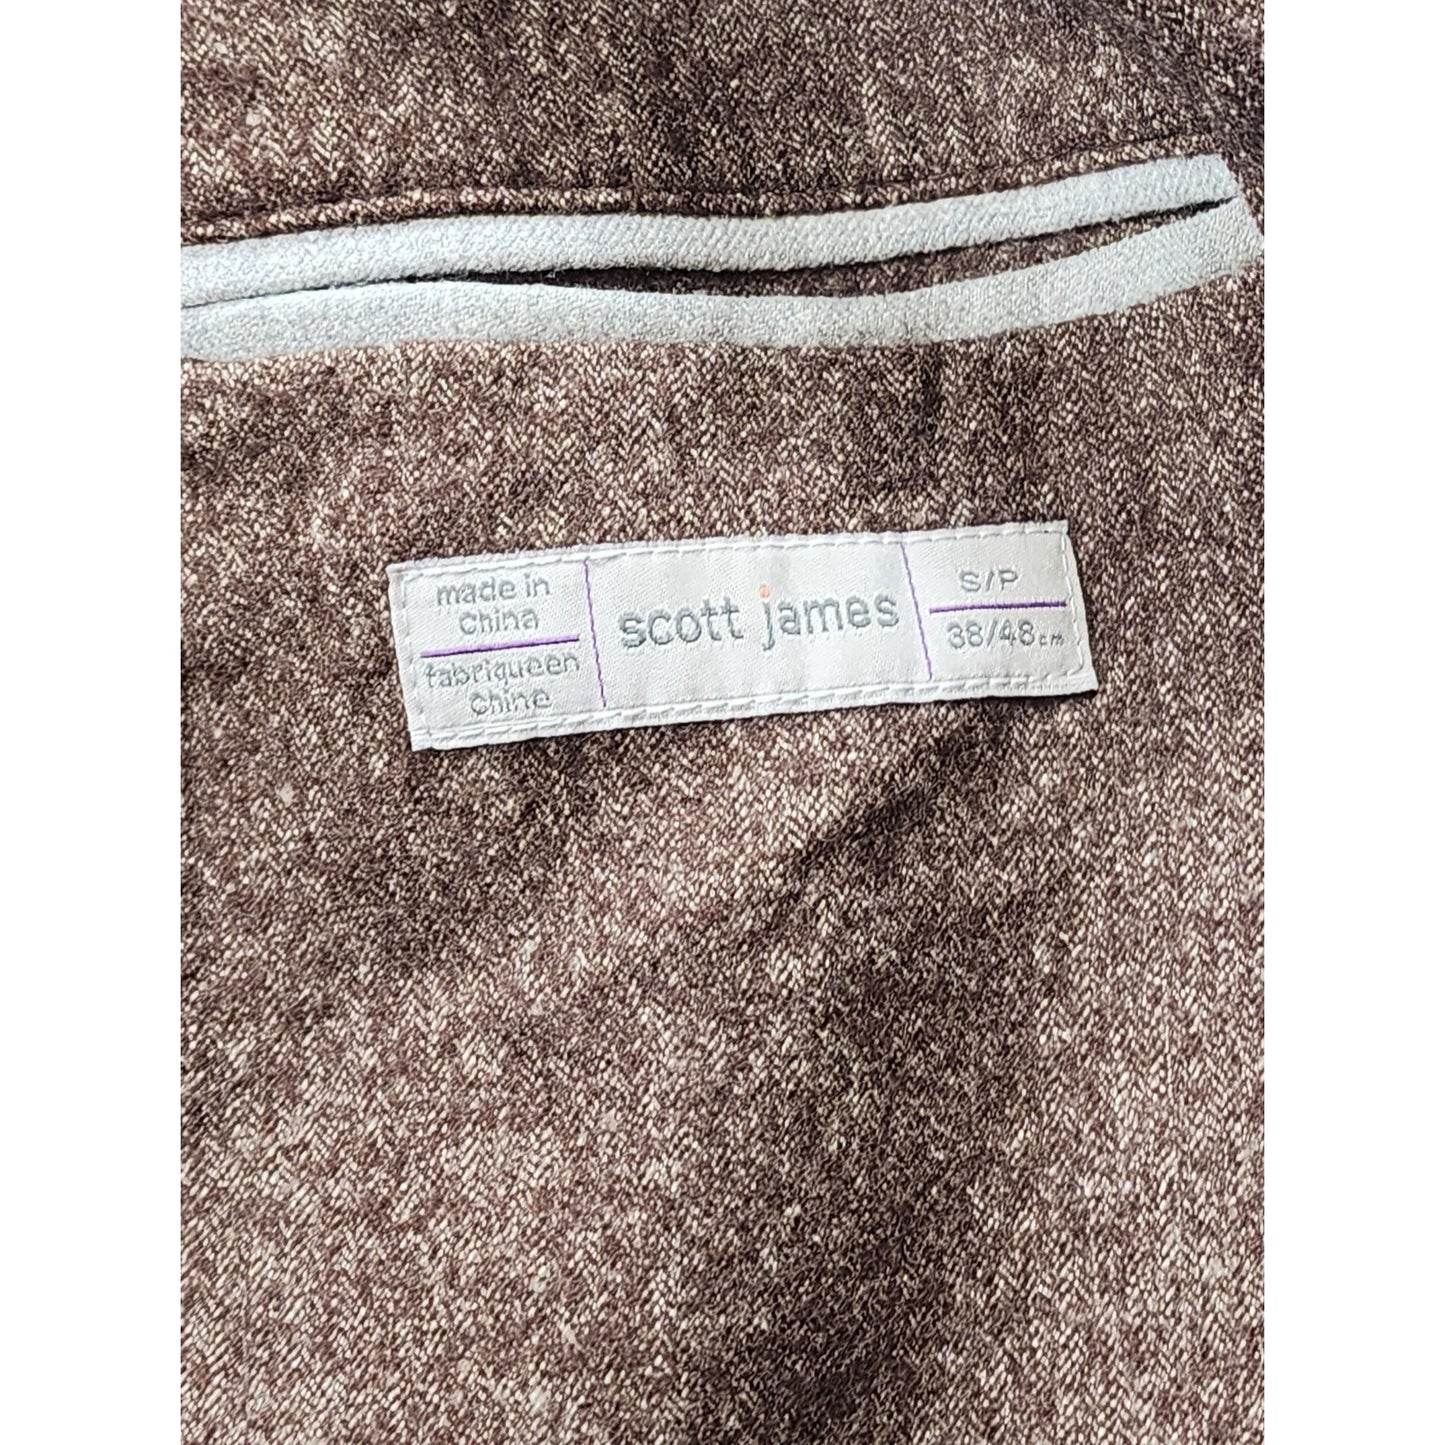 made in
china
fabriqueen
chine
scott james
S/P
38/48cm